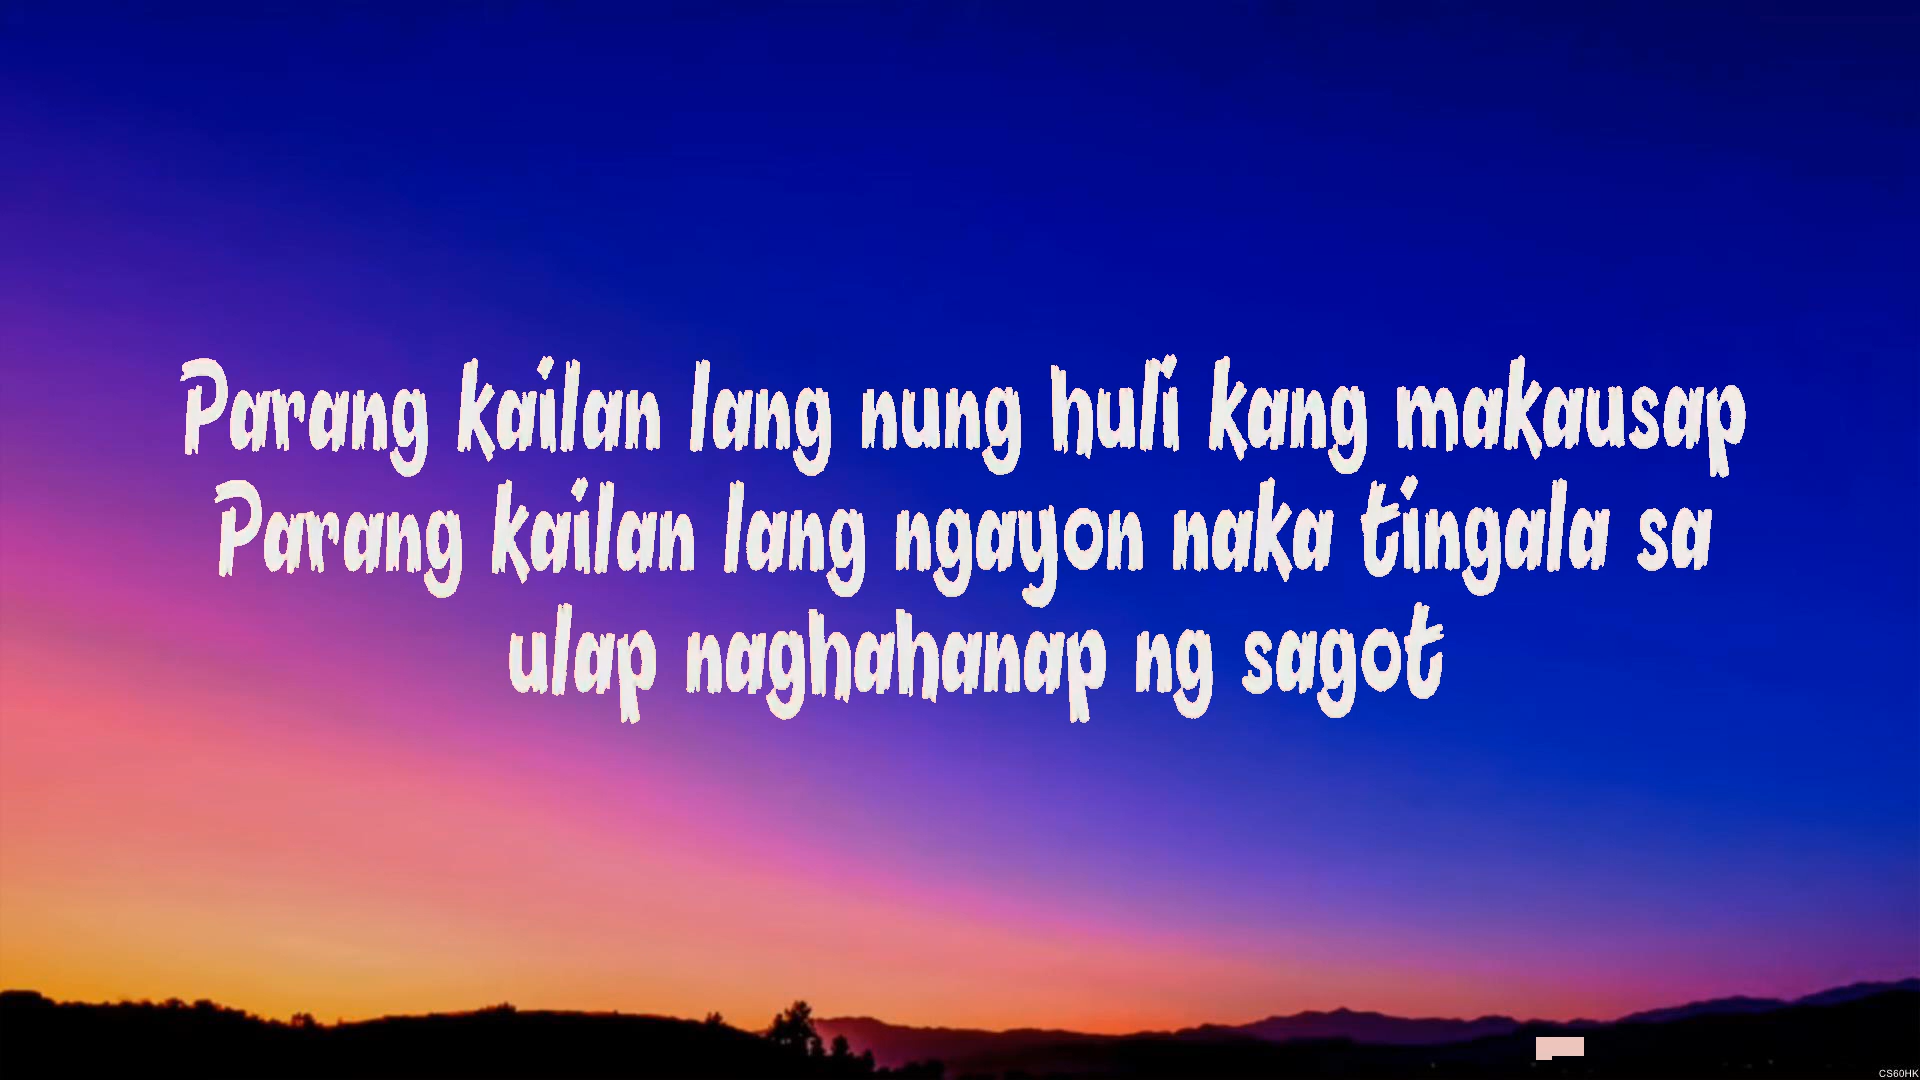 Parang kailan lang nung huli kang makausap
Parang kailan lang ngayon naka tingala sa
ulap naghahanap ng sagot
CS60HK